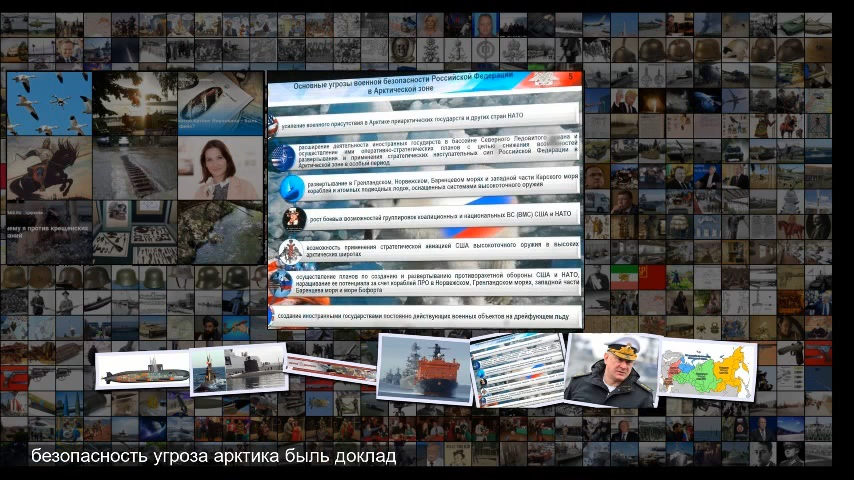 Основные угрозы военной безопасности Российской Федерации
в Арктической зоне
5
усиление военного присутствия в Арктике приарктических государств и других стран НАТО
расширение деятельности иностранных государств в бассейне Северного Ледовитого
осуществление ими оперативно-стратегических планов с целью снижения возможностей
развертывания и применения стратегических наступательных сил Российской Федерации в
Арктической зоне в особый период
развертывание в Гренландском, Норвежском, Баренцевом морях и западной части Карского моря
кораблей и атомных подводных лодок, оснащенных системами высокоточного оружия
рост боевых возможностей группировок коалиционных и национальных ВС (ВМС) США и НАТО
возможность применения стратегической авиацией США высокоточного оружия в высоких
арктических широтах
осуществление планов по созданию и развертыванию противоракетной обороны США и НАТО,
наращивание ее потенциала за счет кораблей ПРО в Норвежском, Гренландском морях, западной части
Баренцева моря и море Бофорта
создание иностранными государствами постоянно действующих военных объектов на дрейфующем льду
против крещенских
безопасность угроза арктика быль доклад